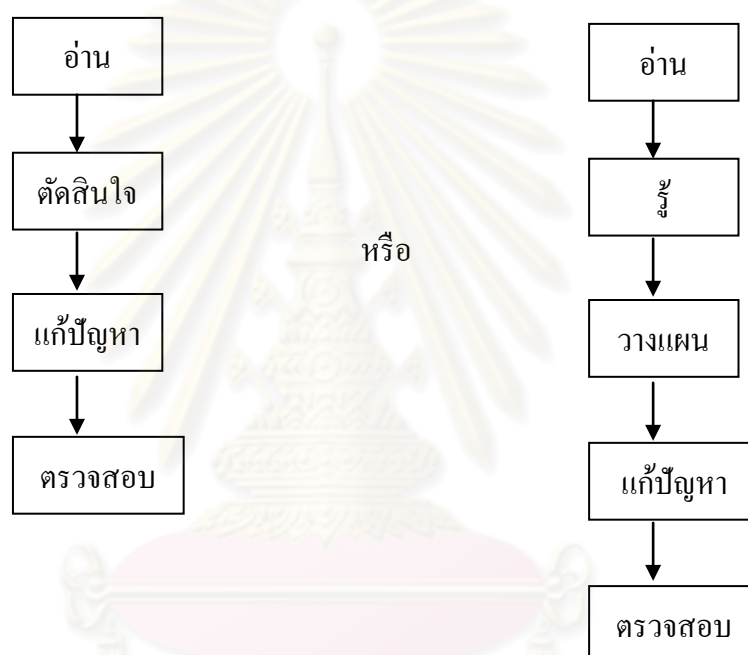 อ่าน
ตัดสินใจ
แก้ปัญหา
ตรวจสอบ
หรือ
อ่าน
รู้
วางแผน
แก้ปัญหา
ตรวจสอบ